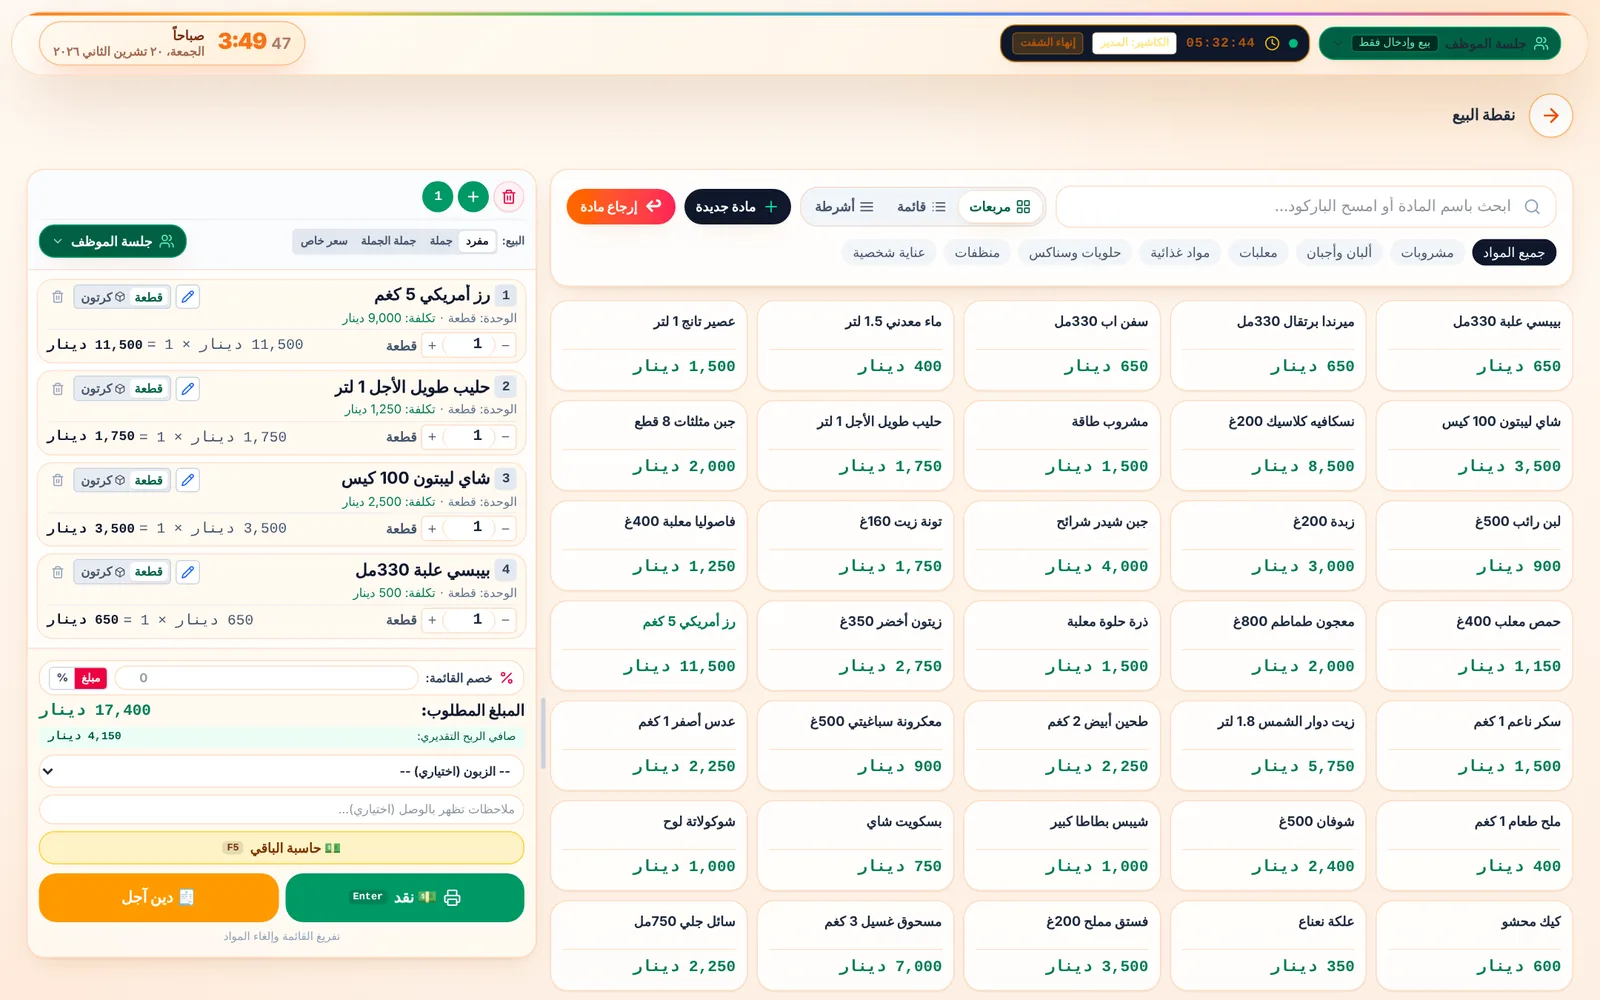 جلسة الموظف بيع وإدخال فقط
05:32:44 الكاشير: المدير إنهاء الشفت
3:49 47 صباحاً
الجمعة، ٢٠ تشرين الثاني ٢٠٢٦
نقطة البيع
ابحث باسم المادة أو امسح الباركود...
مربعات قائمة أشرطة
مادة جديدة
إرجاع مادة
جميع المواد مشروبات ألبان وأجبان معلبات مواد غذائية حلويات وسناكس منظفات عناية شخصية
بيبسي علبة 330مل
650 دينار
ميرندا برتقال 330مل
650 دينار
سفن اب 330مل
650 دينار
ماء معدني 1.5 لتر
400 دينار
عصير تانج 1 لتر
1,500 دينار
شاي ليبتون 100 كيس
3,500 دينار
نسكافيه كلاسيك 200غ
8,500 دينار
مشروب طاقة
1,500 دينار
حليب طويل الأجل 1 لتر
1,750 دينار
جبن مثلثات 8 قطع
2,000 دينار
لبن رائب 500غ
900 دينار
زبدة 200غ
3,000 دينار
جبن شيدر شرائح
4,000 دينار
تونة زيت 160غ
1,750 دينار
فاصوليا معلبة 400غ
1,250 دينار
حمص معلب 400غ
1,150 دينار
معجون طماطم 800غ
2,000 دينار
ذرة حلوة معلبة
1,500 دينار
زيتون أخضر 350غ
2,750 دينار
رز أمريكي 5 كغم
11,500 دينار
سكر ناعم 1 كغم
1,500 دينار
زيت دوار الشمس 1.8 لتر
5,750 دينار
طحين أبيض 2 كغم
2,250 دينار
معكرونة سباغيتي 500غ
900 دينار
عدس أصفر 1 كغم
2,250 دينار
ملح طعام 1 كغم
400 دينار
شوفان 500غ
2,400 دينار
شيبس بطاطا كبير
1,000 دينار
بسكويت شاي
750 دينار
شوكولاتة لوح
1,000 دينار
كيك محشو
600 دينار
علكة نعناع
350 دينار
فستق مملح 200غ
3,500 دينار
مسحوق غسيل 3 كغم
7,000 دينار
سائل جلي 750مل
2,250 دينار
+ 1
البيع: مفرد جملة جملة الجملة سعر خاص
جلسة الموظف
1 رز أمريكي 5 كغم قطعة كرتون
الوحدة: قطعة · تكلفة: 9,000 دينار
− 1 + قطعة 11,500 دينار × 1 = 11,500 دينار
2 حليب طويل الأجل 1 لتر قطعة كرتون
الوحدة: قطعة · تكلفة: 1,250 دينار
− 1 + قطعة 1,750 دينار × 1 = 1,750 دينار
3 شاي ليبتون 100 كيس قطعة كرتون
الوحدة: قطعة · تكلفة: 2,500 دينار
− 1 + قطعة 3,500 دينار × 1 = 3,500 دينار
4 بيبسي علبة 330مل قطعة كرتون
الوحدة: قطعة · تكلفة: 500 دينار
− 1 + قطعة 650 دينار × 1 = 650 دينار
خصم القائمة: 0 مبلغ %
المبلغ المطلوب: 17,400 دينار
صافي الربح التقديري: 4,150 دينار
-- الزبون (اختياري) --
ملاحظات تظهر بالوصل (اختياري)...
حاسبة الباقي F5
نقد Enter
دين آجل
تفريغ القائمة وإلغاء المواد